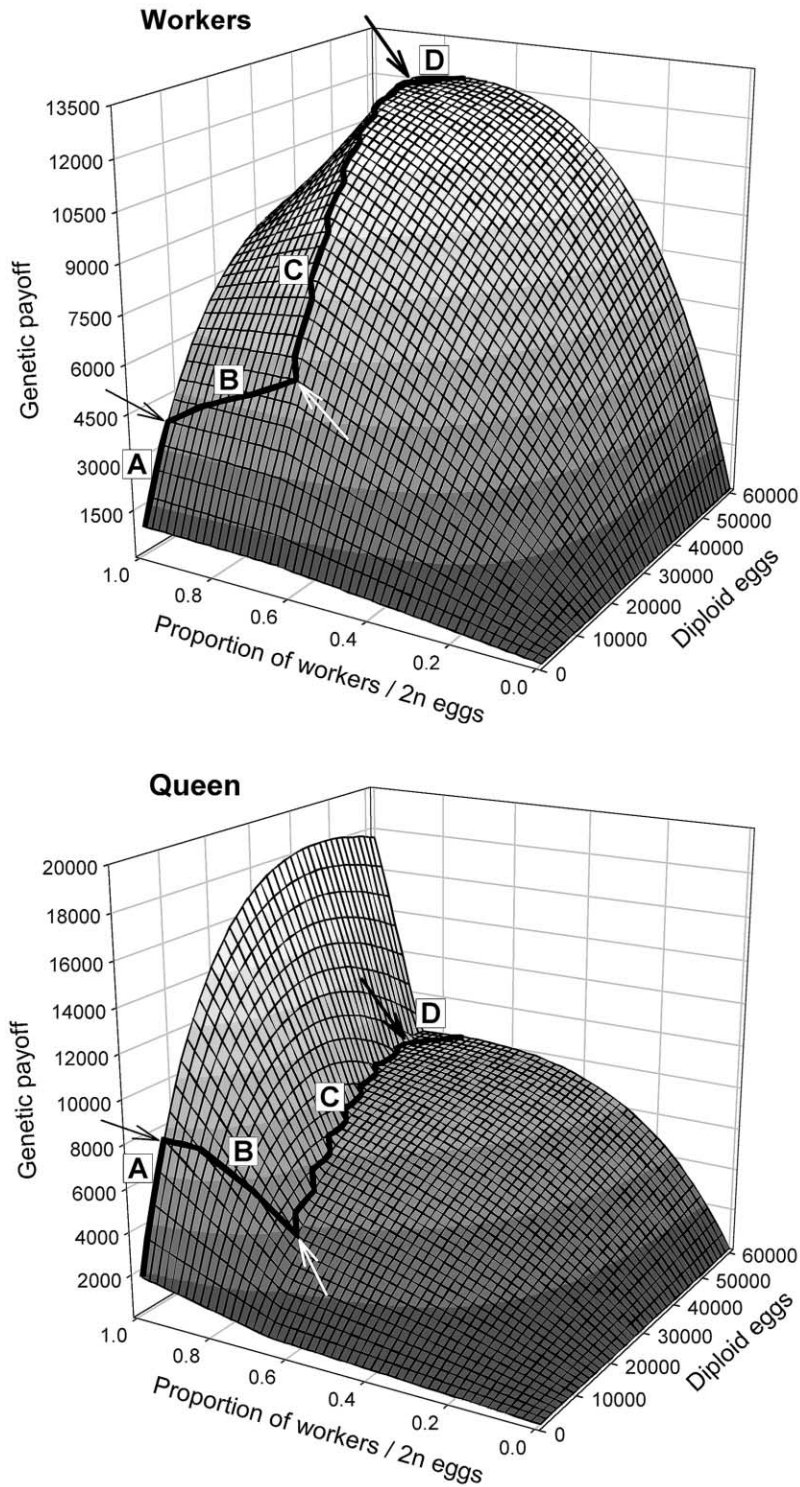 Workers
D
13500
12000
10500
9000
7500
6000
4500
3000
1500
Genetic payoff
C
B
A
1.0
0.8
0.6
0.4
0.2
0.0
Proportion of workers / 2n eggs
0
10000
20000
30000
40000
50000
60000
Diploid eggs
Queen
20000
18000
16000
14000
12000
10000
8000
6000
4000
2000
Genetic payoff
D
C
B
A
1.0
0.8
0.6
0.4
0.2
0.0
Proportion of workers / 2n eggs
0
10000
20000
30000
40000
50000
60000
Diploid eggs